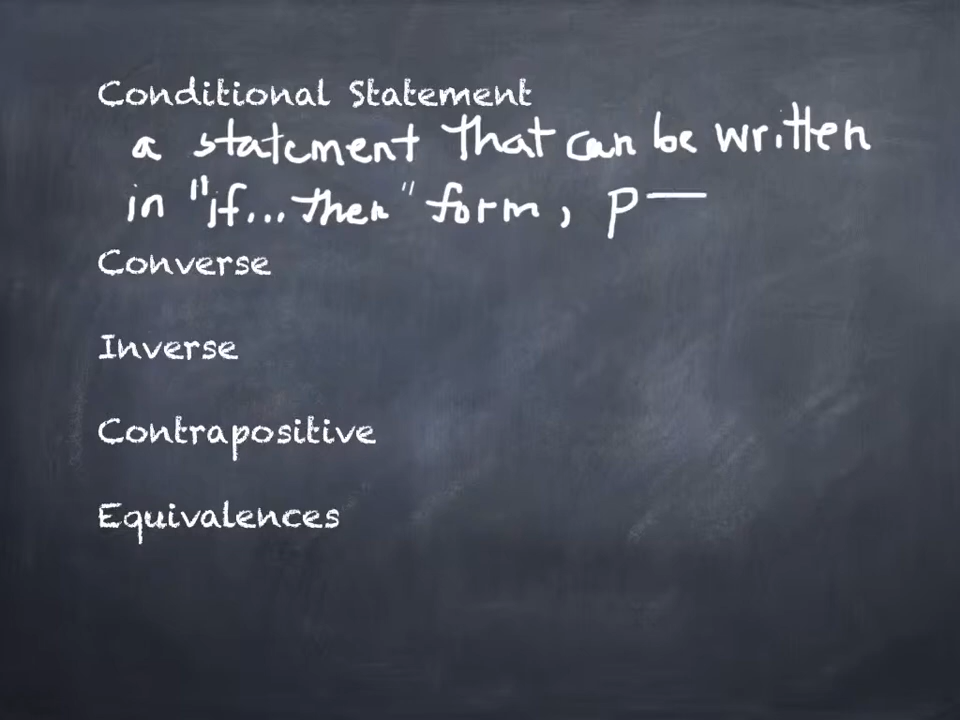 Conditional Statement
a statement that can be written
in "if...then" form, p—
Converse
Inverse
Contrapositive
Equivalences